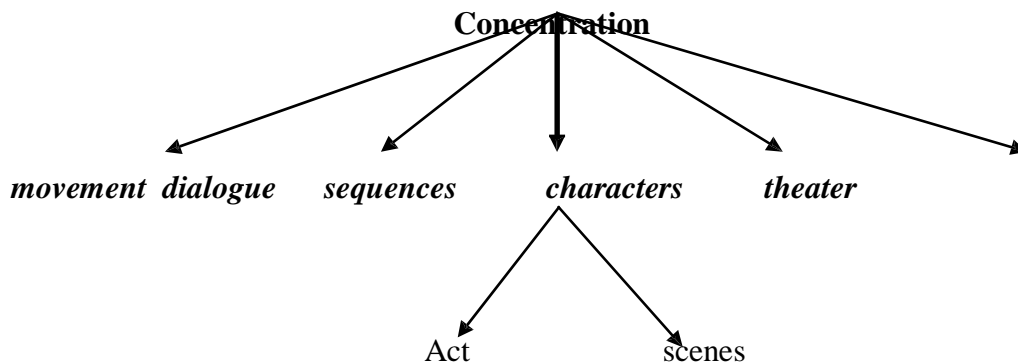 Concentration
movement dialogue sequences characters theater
Act scenes